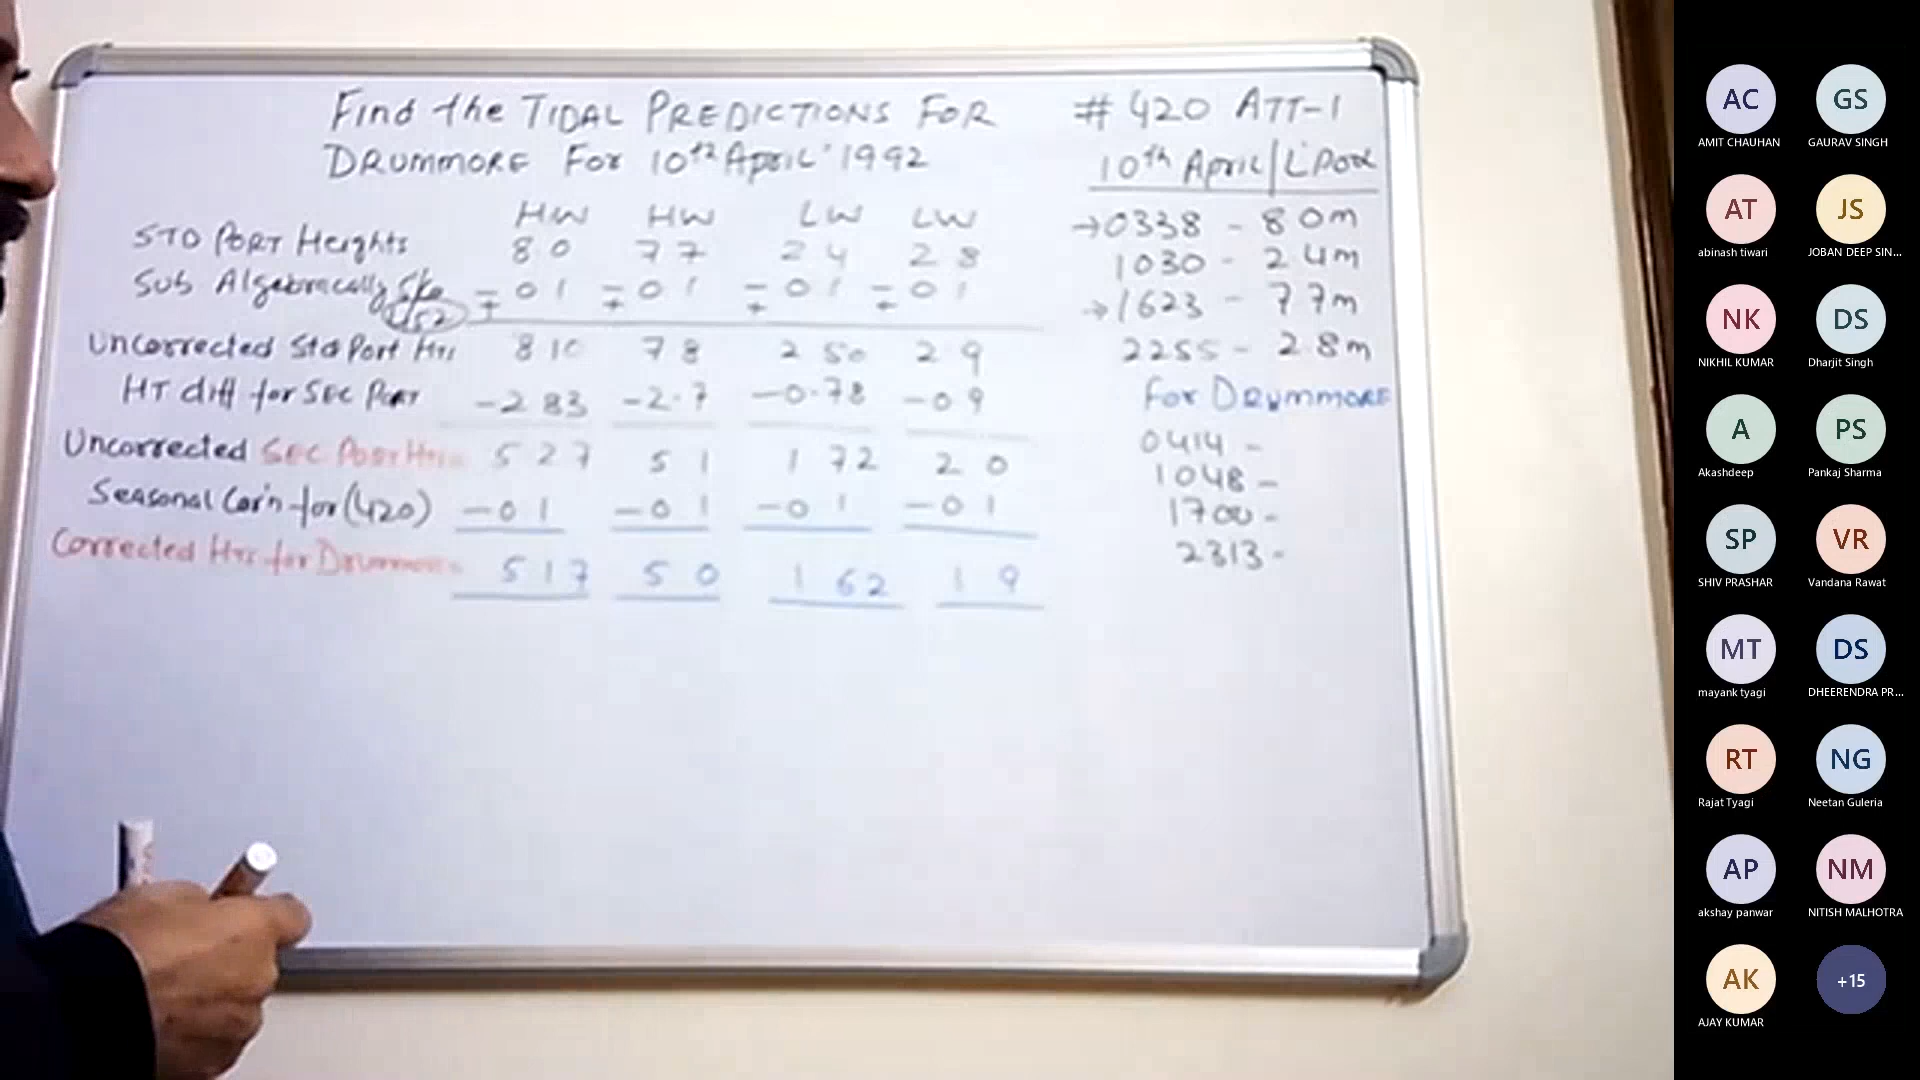 Find the TIDAL PREDICTIONS FOR
DRUMMORE For 10th April' 1992
HW HW LW LW
STD PORT Heights 8 0 7 7 2 4 2 8
Sub Algebraically - 0 1 - 0 1 - 0 1 - 0 1
+ + + +
Uncorrected Std Port Hts 8 10 7 8 2 50 2 9
HT diff for SEC PORT -2 83 -2.7 -0.78 -0 9
Uncorrected SEC Port Hts 5 27 5 1 1 72 2 0
Seasonal Corr'n for (420) -0 1 -0 1 -0 1 -0 1
Corrected Hts for Drummore 5 17 5 0 1 62 1 9
# 420 ATT-1
10th April/L'Pool
→0338 - 8 0m
1030 - 2 4m
→1623 - 7 7m
2255 - 2.8m
For DRUMMORE
0414 -
1048 -
1700 -
2313 -
AC GS
AMIT CHAUHAN GAURAV SINGH
AT JS
abinash tiwari JOBAN DEEP SIN...
NK DS
NIKHIL KUMAR Dharjit Singh
A PS
Akashdeep Pankaj Sharma
SP VR
SHIV PRASHAR Vandana Rawat
MT DS
mayank tyagi DHEERENDRA PR...
RT NG
Rajat Tyagi Neetan Guleria
AP NM
akshay panwar NITISH MALHOTRA
AK +15
AJAY KUMAR